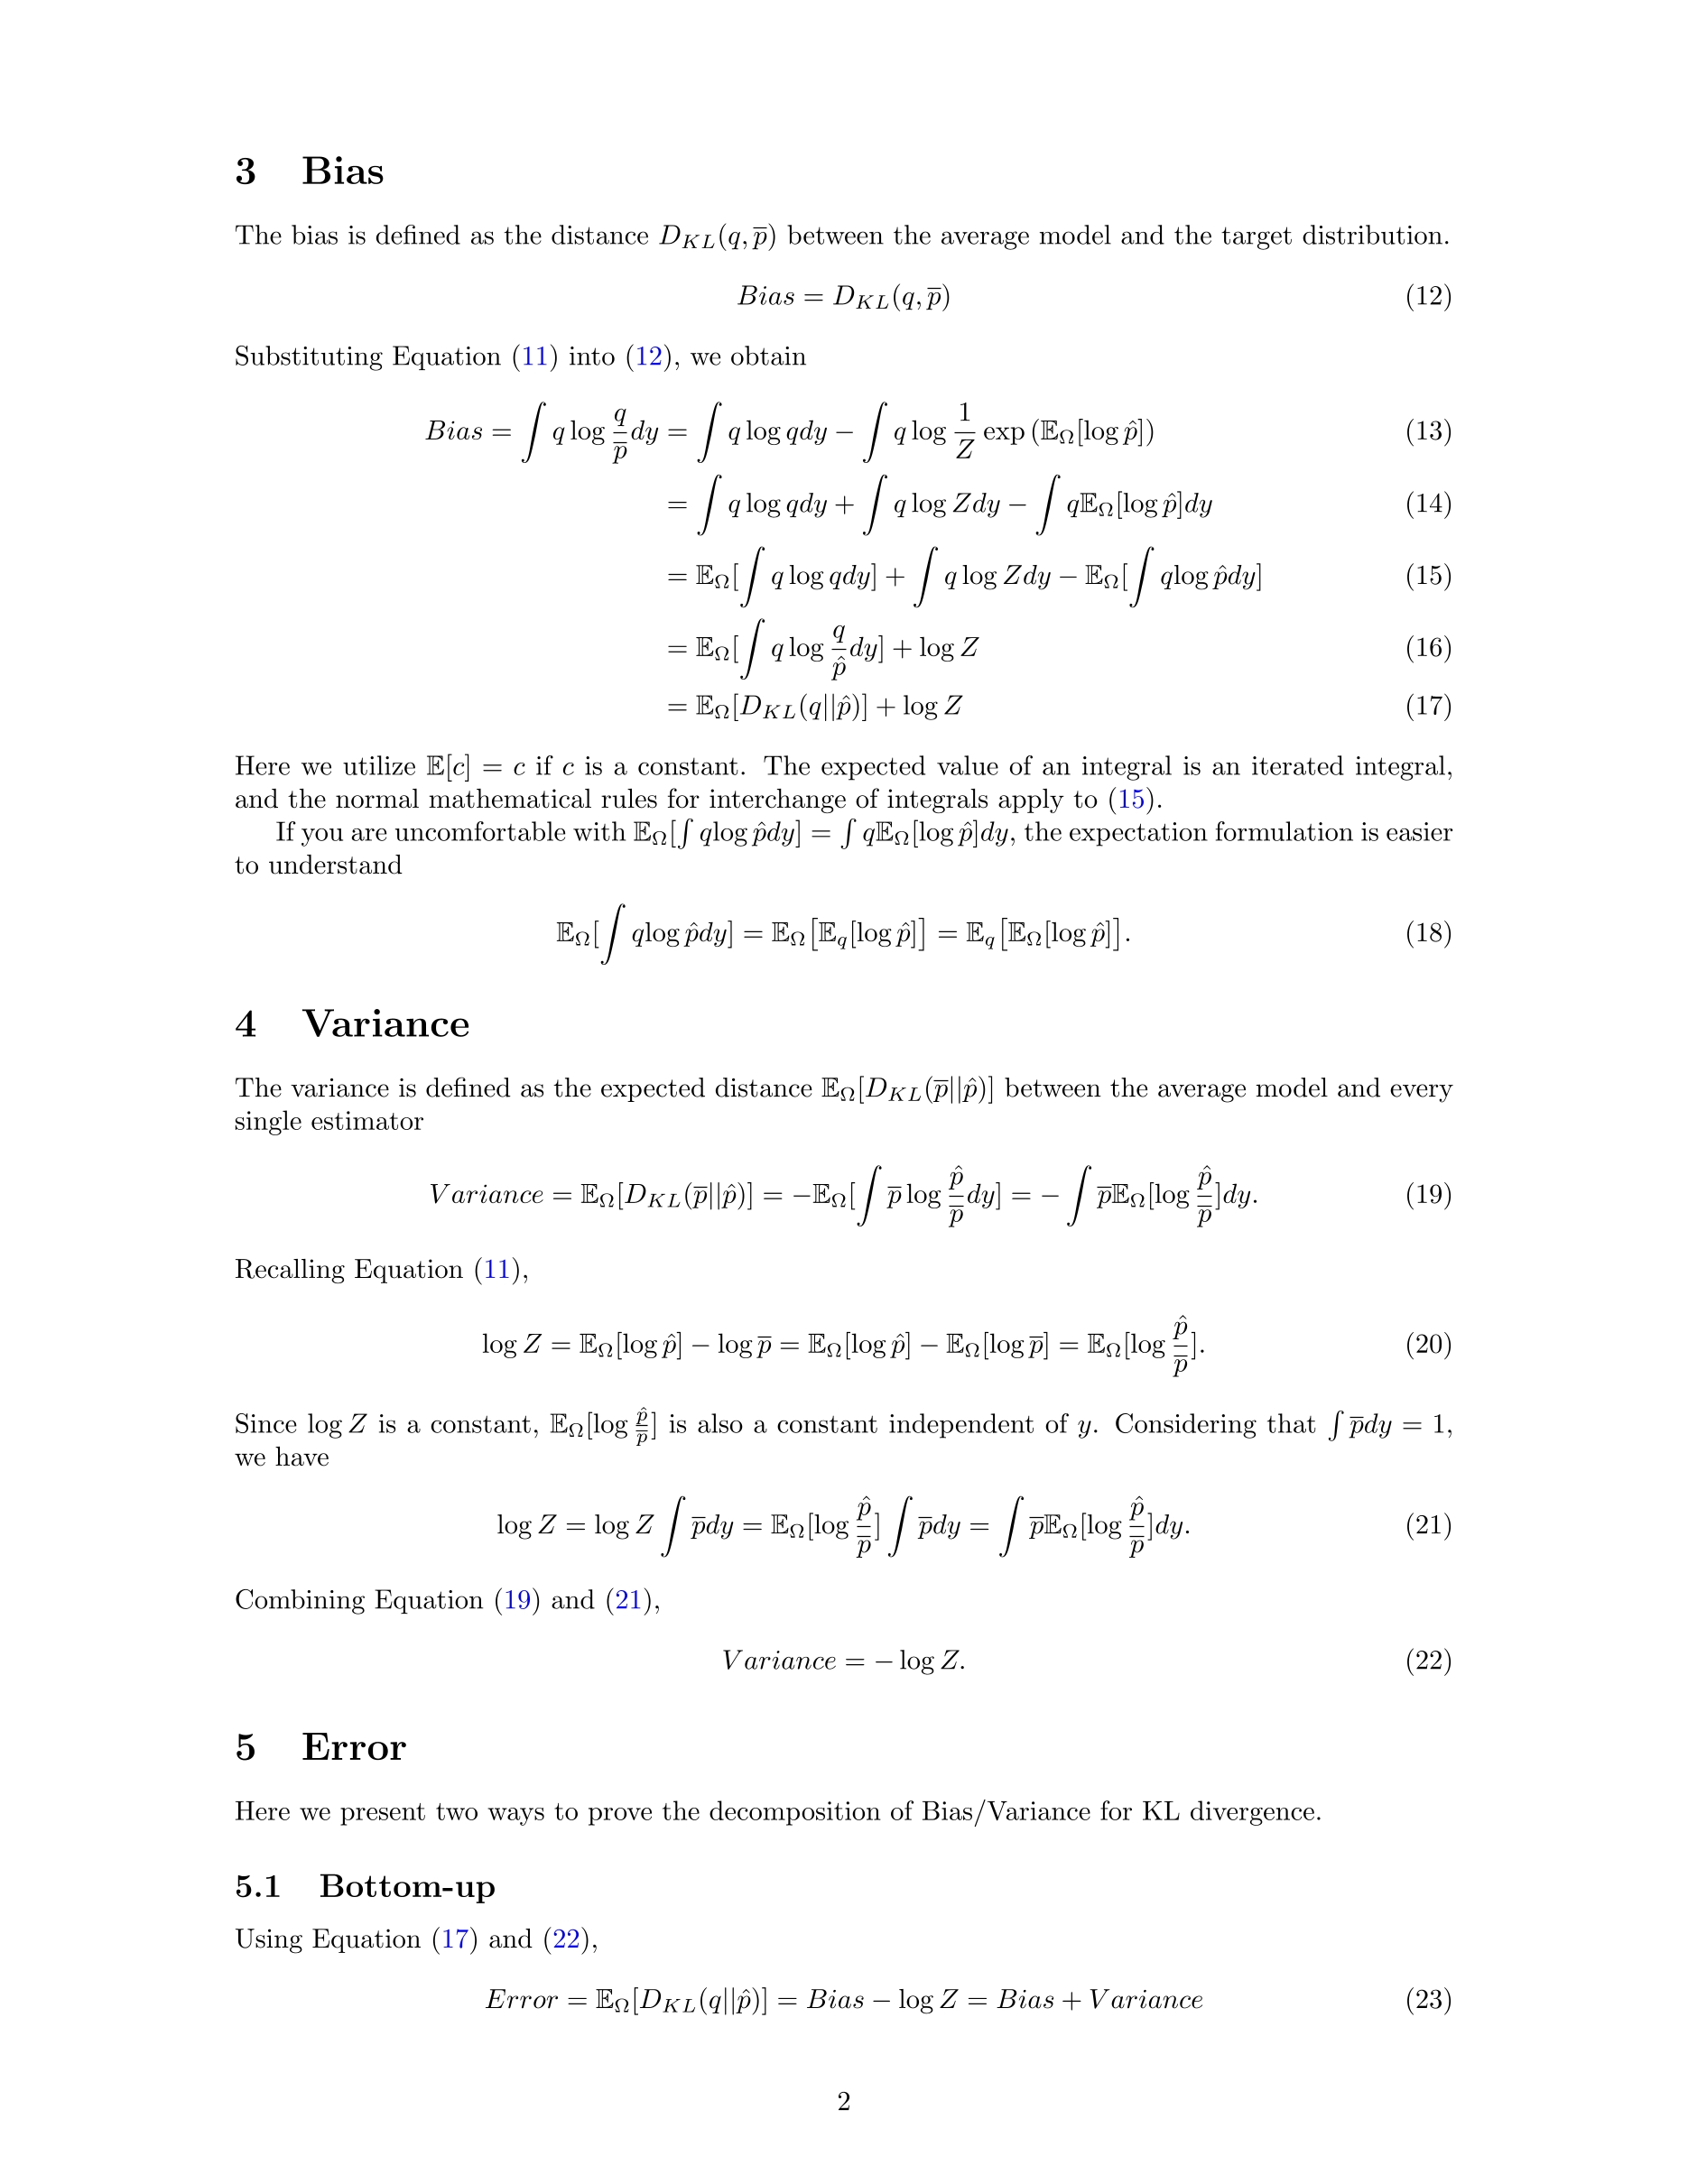 3 Bias
The bias is defined as the distance $D_{KL}(q, \overline{p})$ between the average model and the target distribution.
$Bias = D_{KL}(q, \overline{p})$ (12)
Substituting Equation (11) into (12), we obtain
$Bias = \int q \log \frac{q}{\overline{p}} dy = \int q \log q dy - \int q \log \frac{1}{Z} \exp (\mathbb{E}_\Omega[\log \hat{p}])$ (13)
$= \int q \log q dy + \int q \log Z dy - \int q \mathbb{E}_\Omega[\log \hat{p}] dy$ (14)
$= \mathbb{E}_\Omega[\int q \log q dy] + \int q \log Z dy - \mathbb{E}_\Omega[\int q \log \hat{p} dy]$ (15)
$= \mathbb{E}_\Omega[\int q \log \frac{q}{\hat{p}} dy] + \log Z$ (16)
$= \mathbb{E}_\Omega[D_{KL}(q||\hat{p})] + \log Z$ (17)
Here we utilize $\mathbb{E}[c] = c$ if $c$ is a constant. The expected value of an integral is an iterated integral,
and the normal mathematical rules for interchange of integrals apply to (15).
If you are uncomfortable with $\mathbb{E}_\Omega[\int q \log \hat{p} dy] = \int q \mathbb{E}_\Omega[\log \hat{p}] dy$, the expectation formulation is easier
to understand
$\mathbb{E}_\Omega[\int q \log \hat{p} dy] = \mathbb{E}_\Omega[\mathbb{E}_q[\log \hat{p}]] = \mathbb{E}_q[\mathbb{E}_\Omega[\log \hat{p}]].$ (18)
4 Variance
The variance is defined as the expected distance $\mathbb{E}_\Omega[D_{KL}(\overline{p}||\hat{p})]$ between the average model and every
single estimator
$Variance = \mathbb{E}_\Omega[D_{KL}(\overline{p}||\hat{p})] = -\mathbb{E}_\Omega[\int \overline{p} \log \frac{\hat{p}}{\overline{p}} dy] = -\int \overline{p} \mathbb{E}_\Omega[\log \frac{\hat{p}}{\overline{p}}] dy.$ (19)
Recalling Equation (11),
$\log Z = \mathbb{E}_\Omega[\log \hat{p}] - \log \overline{p} = \mathbb{E}_\Omega[\log \hat{p}] - \mathbb{E}_\Omega[\log \overline{p}] = \mathbb{E}_\Omega[\log \frac{\hat{p}}{\overline{p}}].$ (20)
Since $\log Z$ is a constant, $\mathbb{E}_\Omega[\log \frac{\hat{p}}{\overline{p}}]$ is also a constant independent of $y$. Considering that $\int \overline{p} dy = 1$,
we have
$\log Z = \log Z \int \overline{p} dy = \mathbb{E}_\Omega[\log \frac{\hat{p}}{\overline{p}}] \int \overline{p} dy = \int \overline{p} \mathbb{E}_\Omega[\log \frac{\hat{p}}{\overline{p}}] dy.$ (21)
Combining Equation (19) and (21),
$Variance = -\log Z.$ (22)
5 Error
Here we present two ways to prove the decomposition of Bias/Variance for KL divergence.
5.1 Bottom-up
Using Equation (17) and (22),
$Error = \mathbb{E}_\Omega[D_{KL}(q||\hat{p})] = Bias - \log Z = Bias + Variance$ (23)
2